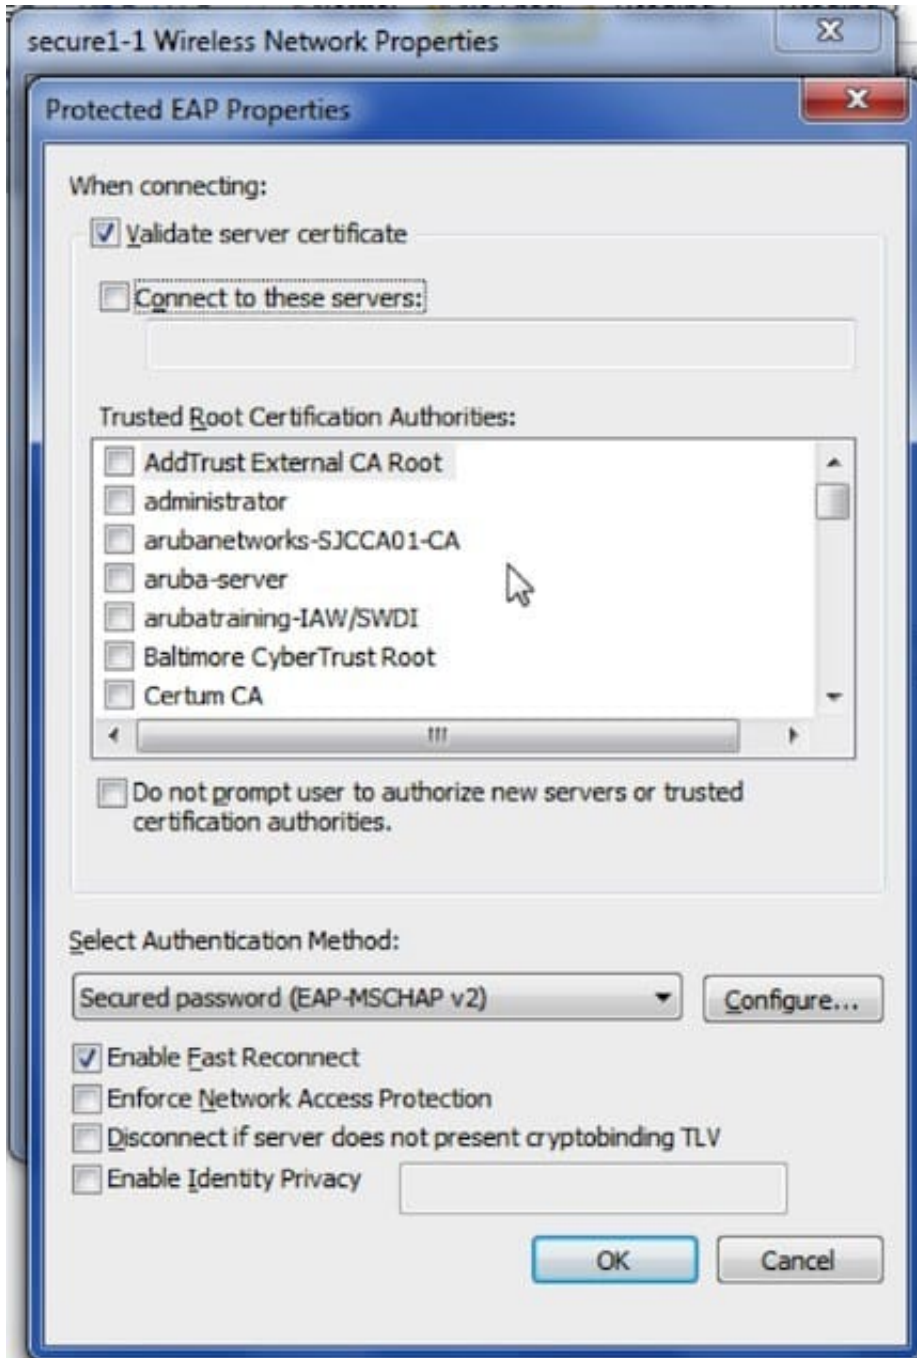 secure1-1 Wireless Network Properties
Protected EAP Properties
When connecting:
Validate server certificate
Connect to these servers:
Trusted Root Certification Authorities:
AddTrust External CA Root
administrator
arubanetworks-SJCCA01-CA
aruba-server
arubatraining-IAW/SWDI
Baltimore CyberTrust Root
Certum CA
Do not prompt user to authorize new servers or trusted
certification authorities.
Select Authentication Method:
Secured password (EAP-MSCHAP v2)
Configure...
Enable Fast Reconnect
Enforce Network Access Protection
Disconnect if server does not present cryptobinding TLV
Enable Identity Privacy
OK
Cancel